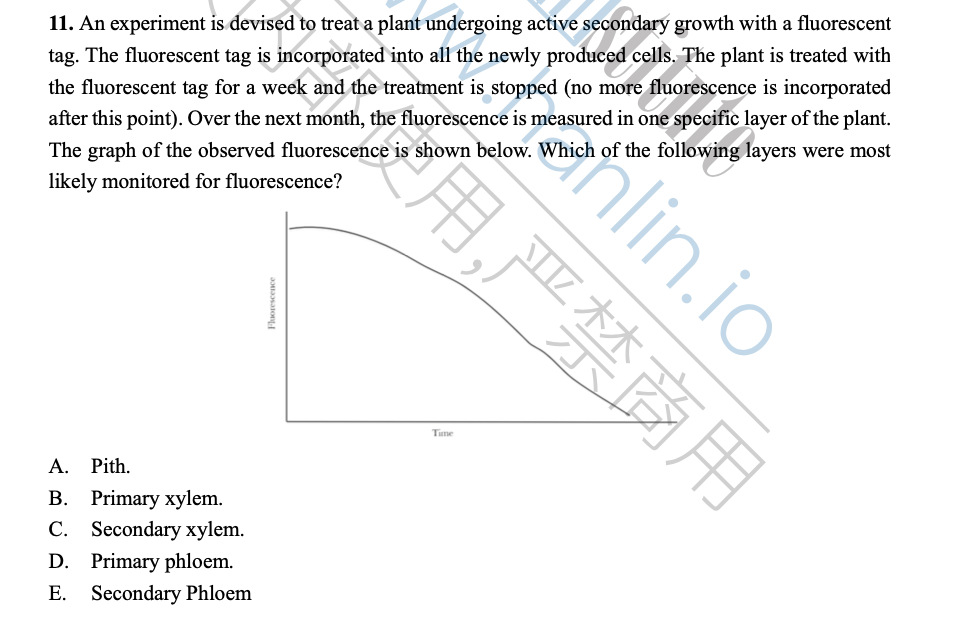 11. An experiment is devised to treat a plant undergoing active secondary growth with a fluorescent
tag. The fluorescent tag is incorporated into all the newly produced cells. The plant is treated with
the fluorescent tag for a week and the treatment is stopped (no more fluorescence is incorporated
after this point). Over the next month, the fluorescence is measured in one specific layer of the plant.
The graph of the observed fluorescence is shown below. Which of the following layers were most
likely monitored for fluorescence?
Fluorescence
Time
A. Pith.
B. Primary xylem.
C. Secondary xylem.
D. Primary phloem.
E. Secondary Phloem
hanlin.io
使用,严禁商用